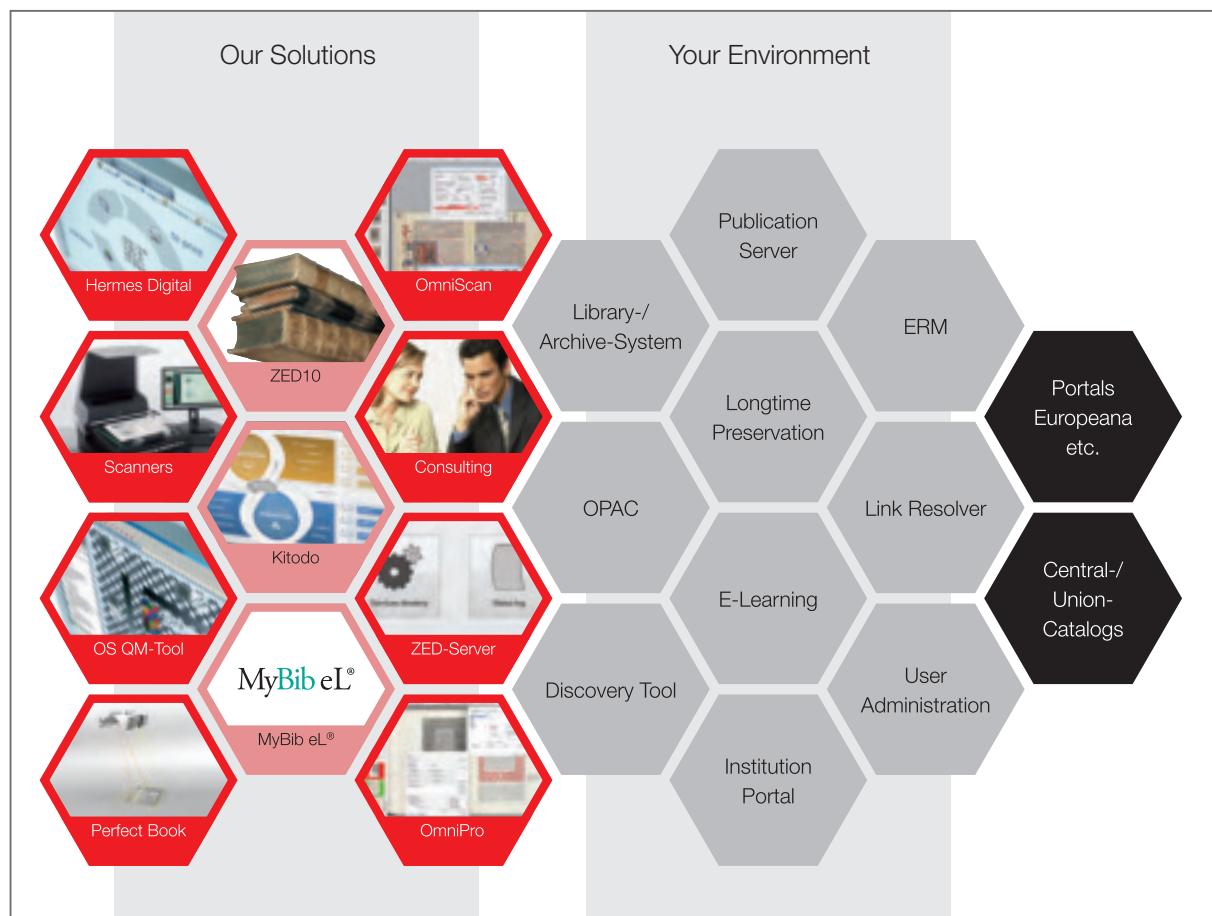 Our Solutions
Your Environment
Hermes Digital
OmniScan
ZED10
Scanners
Consulting
Kitodo
OS QM-Tool
ZED-Server
MyBib eL®
MyBib eL®
Perfect Book
OmniPro
Publication
Server
Library-/
Archive-System
ERM
Longtime
Preservation
OPAC
Link Resolver
E-Learning
Discovery Tool
User
Administration
Institution
Portal
Portals
Europeana
etc.
Central-/
Union-
Catalogs